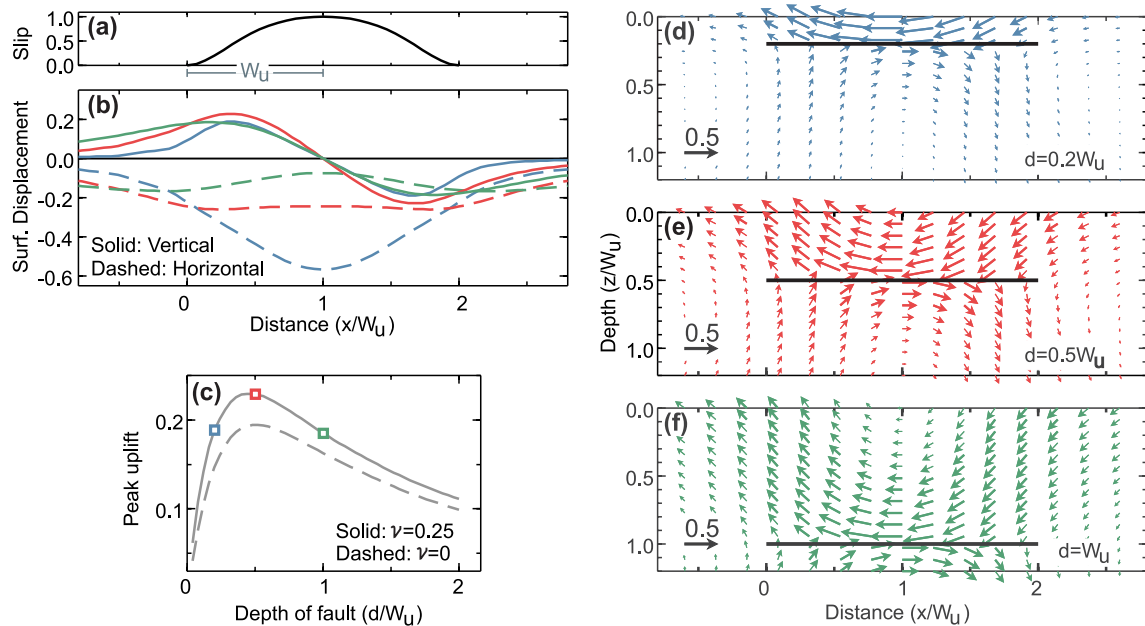 (a)
Slip
1.0
0.5
0.0
Wu
(b)
Surf. Displacement
0.2
0.0
-0.2
-0.4
-0.6
Solid: Vertical
Dashed: Horizontal
0
1
2
Distance (x/Wu)
(c)
Peak uplift
0.2
0.1
Solid: ν=0.25
Dashed: ν=0
0
1
2
Depth of fault (d/Wu)
(d)
0.0
0.5
1.0
0.5
d=0.2Wu
(e)
Depth (z/Wu)
0.0
0.5
1.0
0.5
d=0.5Wu
(f)
0.0
0.5
1.0
0.5
d=Wu
0
1
2
Distance (x/Wu)